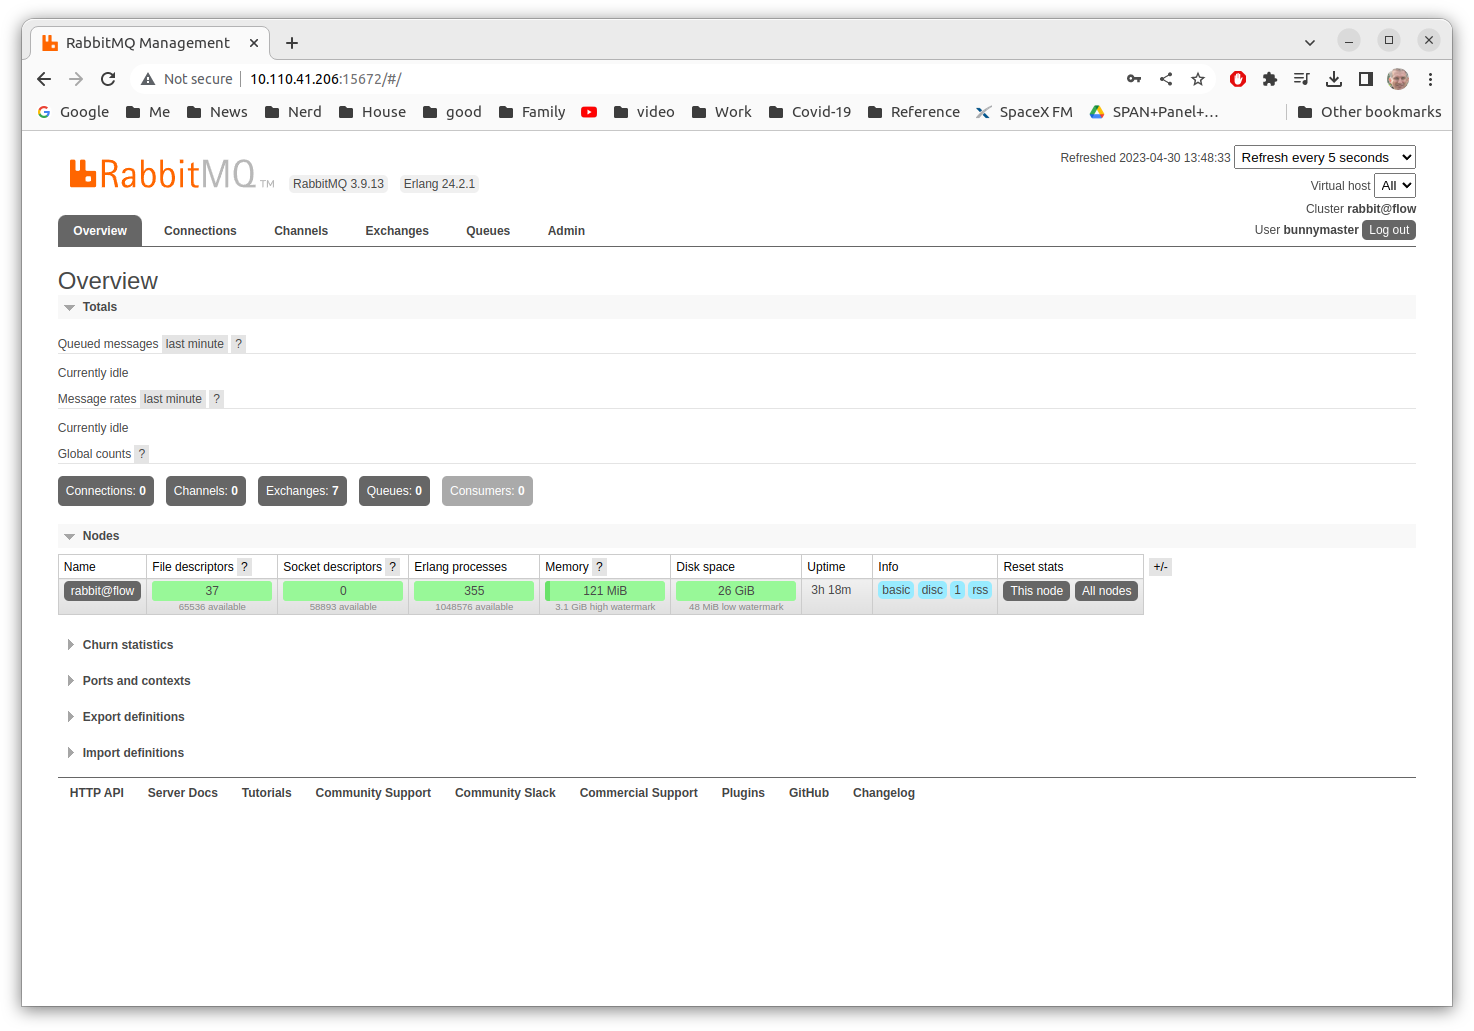 RabbitMQ Management
Not secure 10.110.41.206:15672/#/
Google Me News Nerd House good Family video Work Covid-19 Reference SpaceX FM SPAN+Panel+... Other bookmarks
Refreshed 2023-04-30 13:48:33 Refresh every 5 seconds
RabbitMQ TM RabbitMQ 3.9.13 Erlang 24.2.1
Virtual host All
Cluster rabbit@flow
User bunnymaster Log out
Overview Connections Channels Exchanges Queues Admin
Overview
Totals
Queued messages last minute ?
Currently idle
Message rates last minute ?
Currently idle
Global counts ?
Connections: 0 Channels: 0 Exchanges: 7 Queues: 0 Consumers: 0
Nodes
Name File descriptors ? Socket descriptors ? Erlang processes Memory ? Disk space Uptime Info Reset stats +/-
rabbit@flow 37 0 355 121 MiB 26 GiB 3h 18m basic disc 1 rss This node All nodes
65536 available 58893 available 1048576 available 3.1 GiB high watermark 48 MiB low watermark
Churn statistics
Ports and contexts
Export definitions
Import definitions
HTTP API Server Docs Tutorials Community Support Community Slack Commercial Support Plugins GitHub Changelog